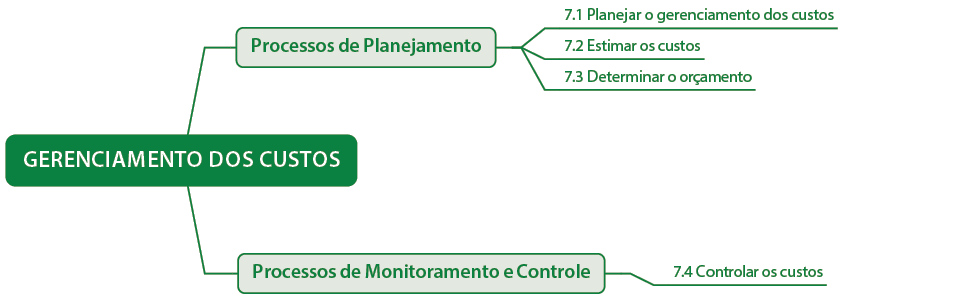 GERENCIAMENTO DOS CUSTOS
Processos de Planejamento
7.1 Planejar o gerenciamento dos custos
7.2 Estimar os custos
7.3 Determinar o orçamento
Processos de Monitoramento e Controle
7.4 Controlar os custos